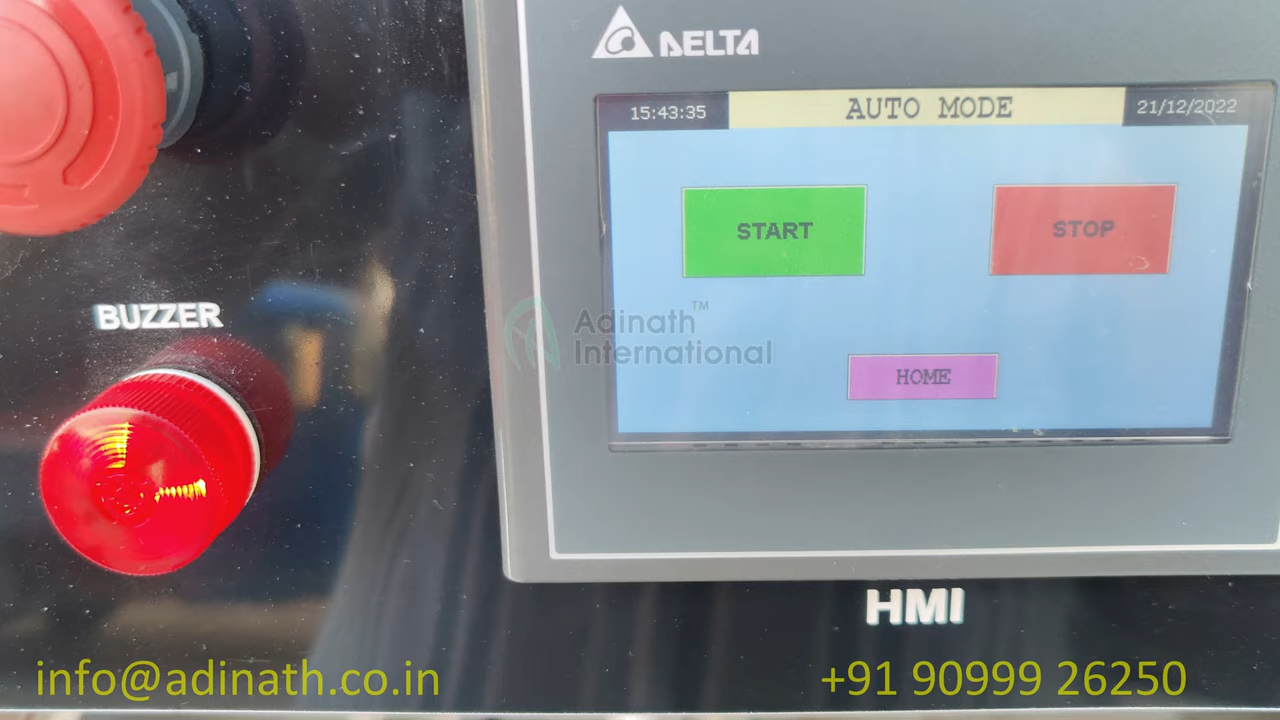 DELTA
15:43:35
AUTO MODE
21/12/2022
START
STOP
BUZZER
Adinath™
International
HOME
HMI
info@adinath.co.in
+91 90999 26250